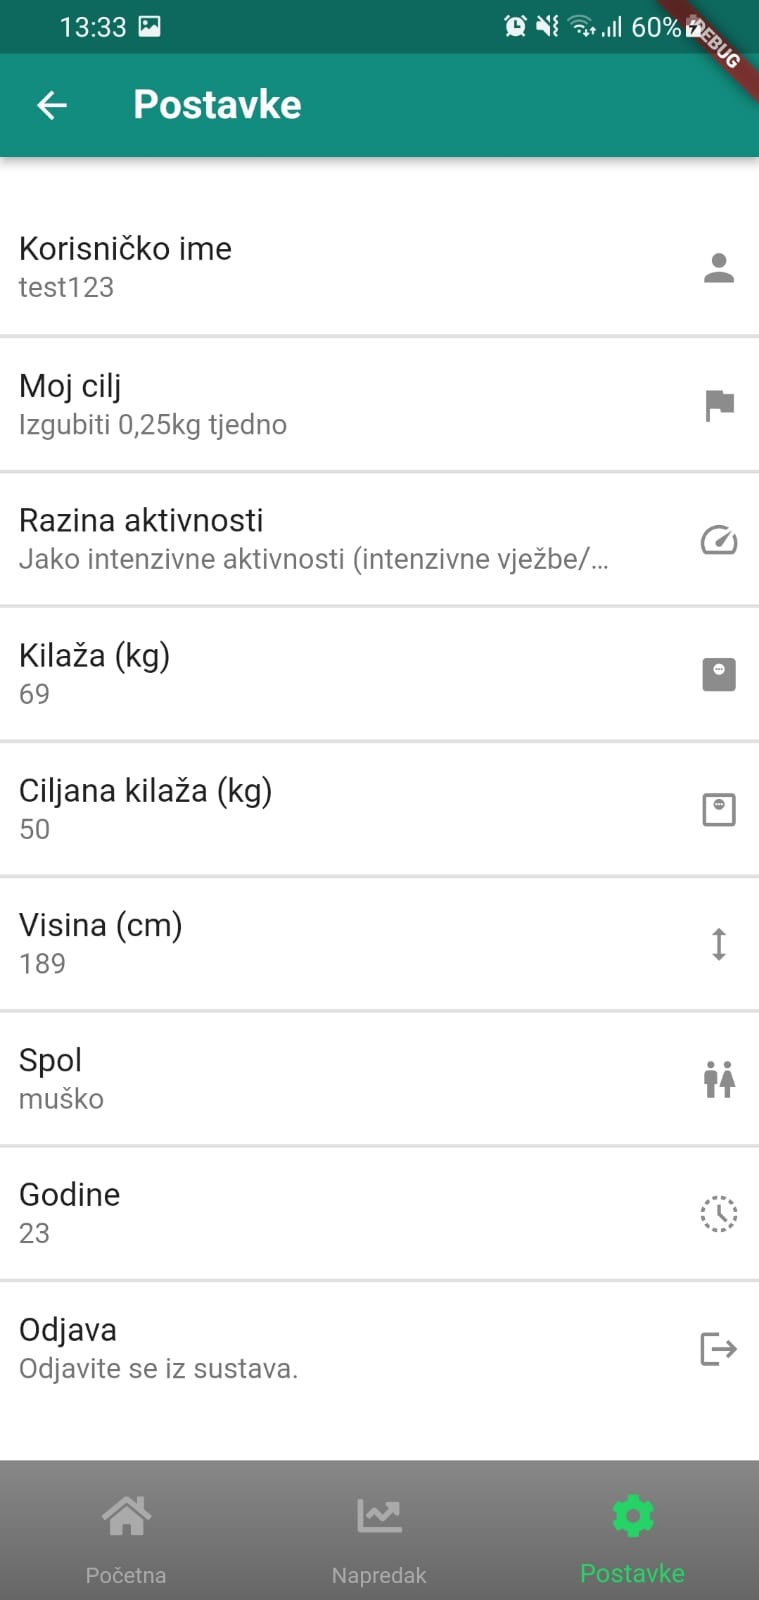 13:33 60%
DEBUG
Postavke
Korisničko ime
test123
Moj cilj
Izgubiti 0,25kg tjedno
Razina aktivnosti
Jako intenzivne aktivnosti (intenzivne vježbe/...
Kilaža (kg)
69
Ciljana kilaža (kg)
50
Visina (cm)
189
Spol
muško
Godine
23
Odjava
Odjavite se iz sustava.
Početna Napredak Postavke